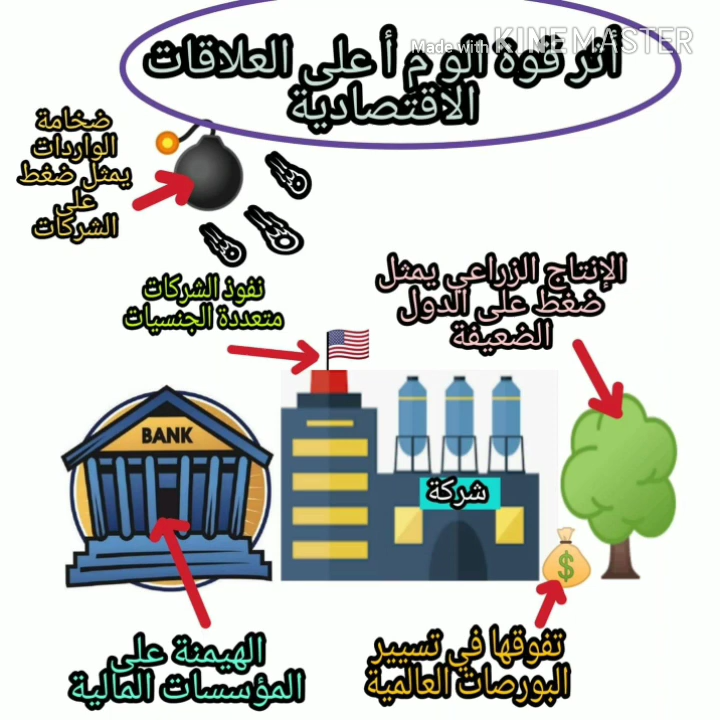 Made with KINEMASTER
أثر قوة الو م أ على العلاقات
الاقتصادية
ضخامة
الواردات
يمثل ضغط
على
الشركات
الإنتاج الزراعي يمثل
ضغط على الدول
الضعيفة
نفوذ الشركات
متعددة الجنسيات
BANK
شركة
$
الهيمنة على
المؤسسات المالية
تفوقها في تسيير
البورصات العالمية